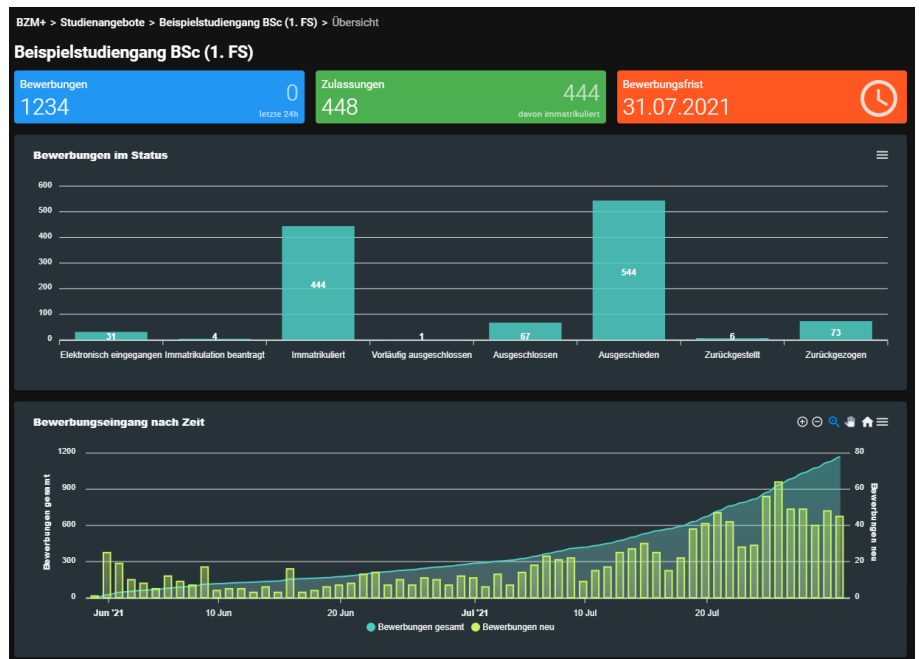 BZM+ > Studienangebote > Beispielstudiengang BSc (1. FS) > Übersicht
Beispielstudiengang BSc (1. FS)
Bewerbungen
1234
0
letzte 24h
Zulassungen
448
444
davon immatrikuliert
Bewerbungsfrist
31.07.2021
Bewerbungen im Status
600
500
400
300
200
100
0
31
4
444
1
67
544
6
73
Elektronisch eingegangen Immatrikulation beantragt Immatrikuliert Vorläufig ausgeschlossen Ausgeschlossen Ausgeschieden Zurückgestellt Zurückgezogen
Bewerbungseingang nach Zeit
Bewerbungen gesamt
1200
900
600
300
0
80
60
40
20
0
Bewerbungen neu
Jun '21 10 Jun 20 Jun Jul '21 10 Jul 20 Jul
Bewerbungen gesamt Bewerbungen neu